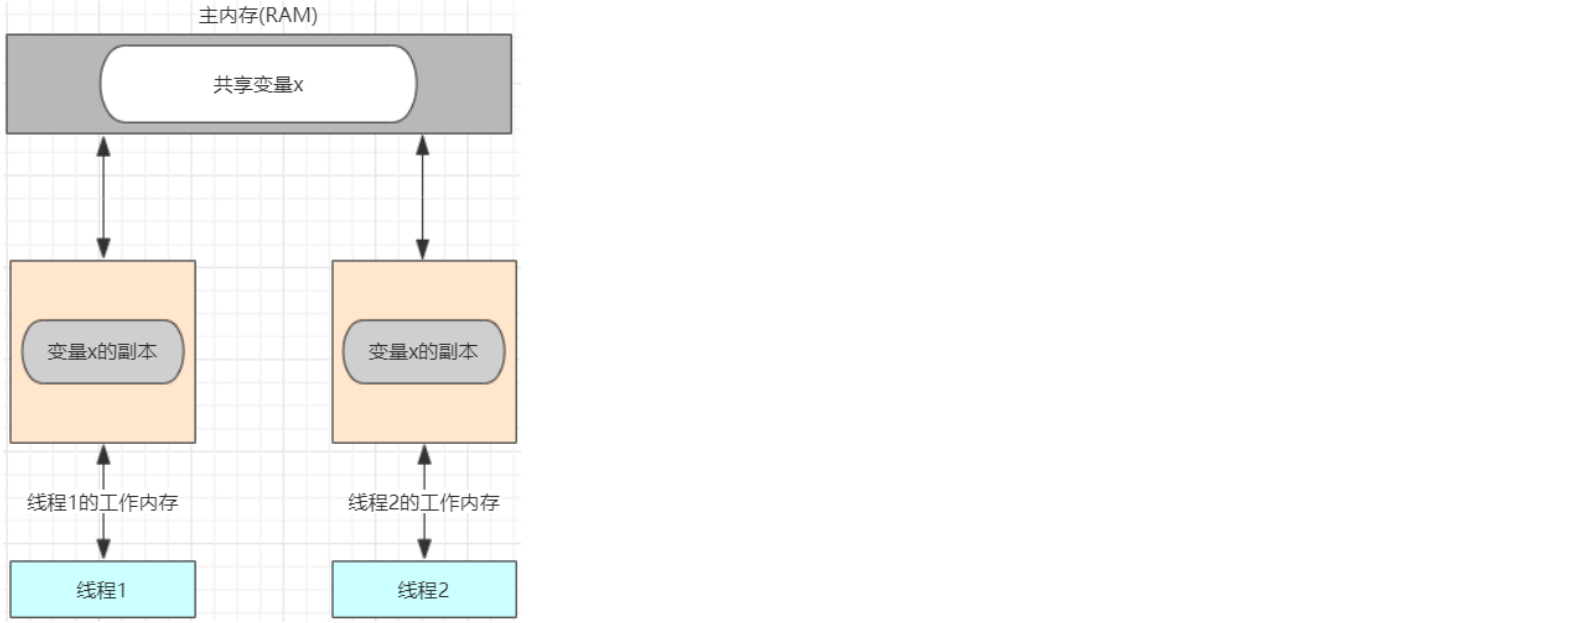 主内存(RAM)
共享变量x
变量x的副本
变量x的副本
线程1的工作内存
线程2的工作内存
线程1
线程2